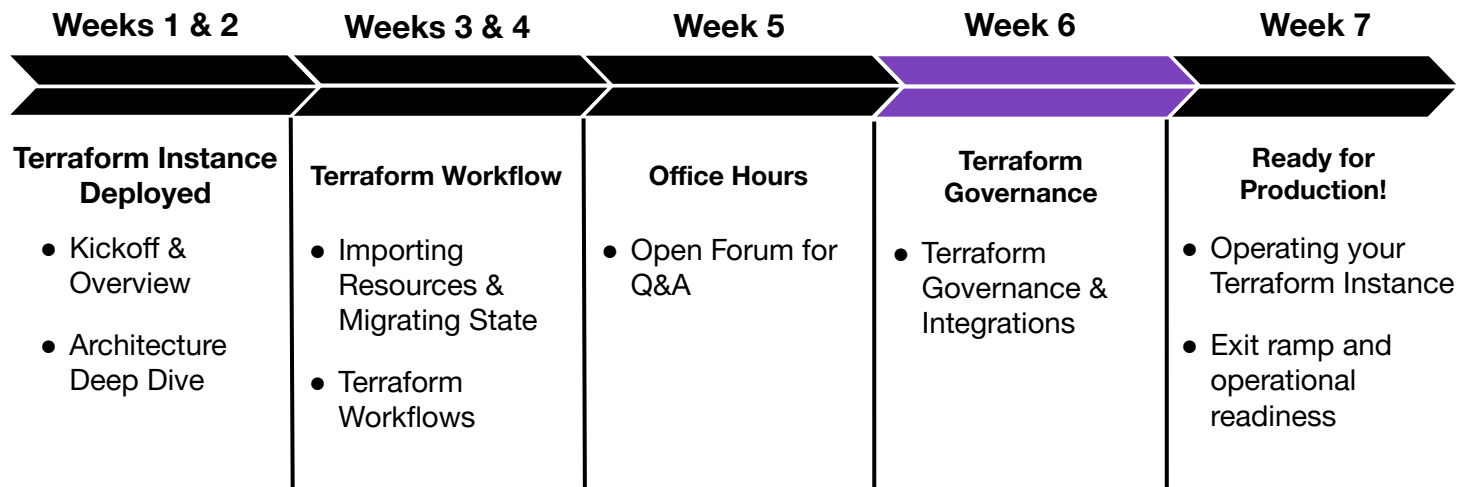 Weeks 1 & 2
Weeks 3 & 4
Week 5
Week 6
Week 7
Terraform Instance
Deployed
● Kickoff &
Overview
● Architecture
Deep Dive
Terraform Workflow
● Importing
Resources &
Migrating State
● Terraform
Workflows
Office Hours
● Open Forum for
Q&A
Terraform
Governance
● Terraform
Governance &
Integrations
Ready for
Production!
● Operating your
Terraform Instance
● Exit ramp and
operational
readiness